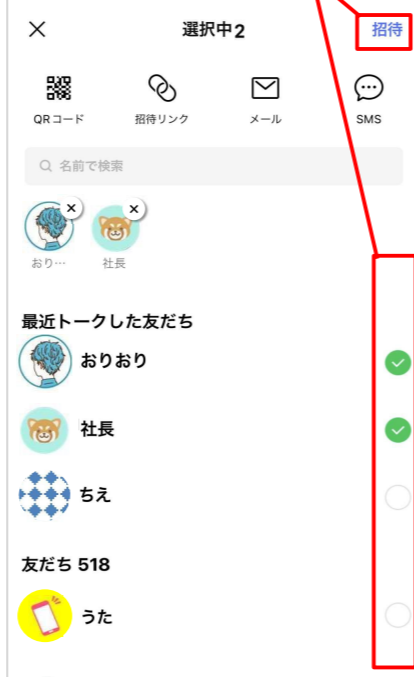 選択中2
招待
QRコード
招待リンク
メール
SMS
名前で検索
おり…
社長
最近トークした友だち
おりおり
社長
ちえ
友だち 518
うた